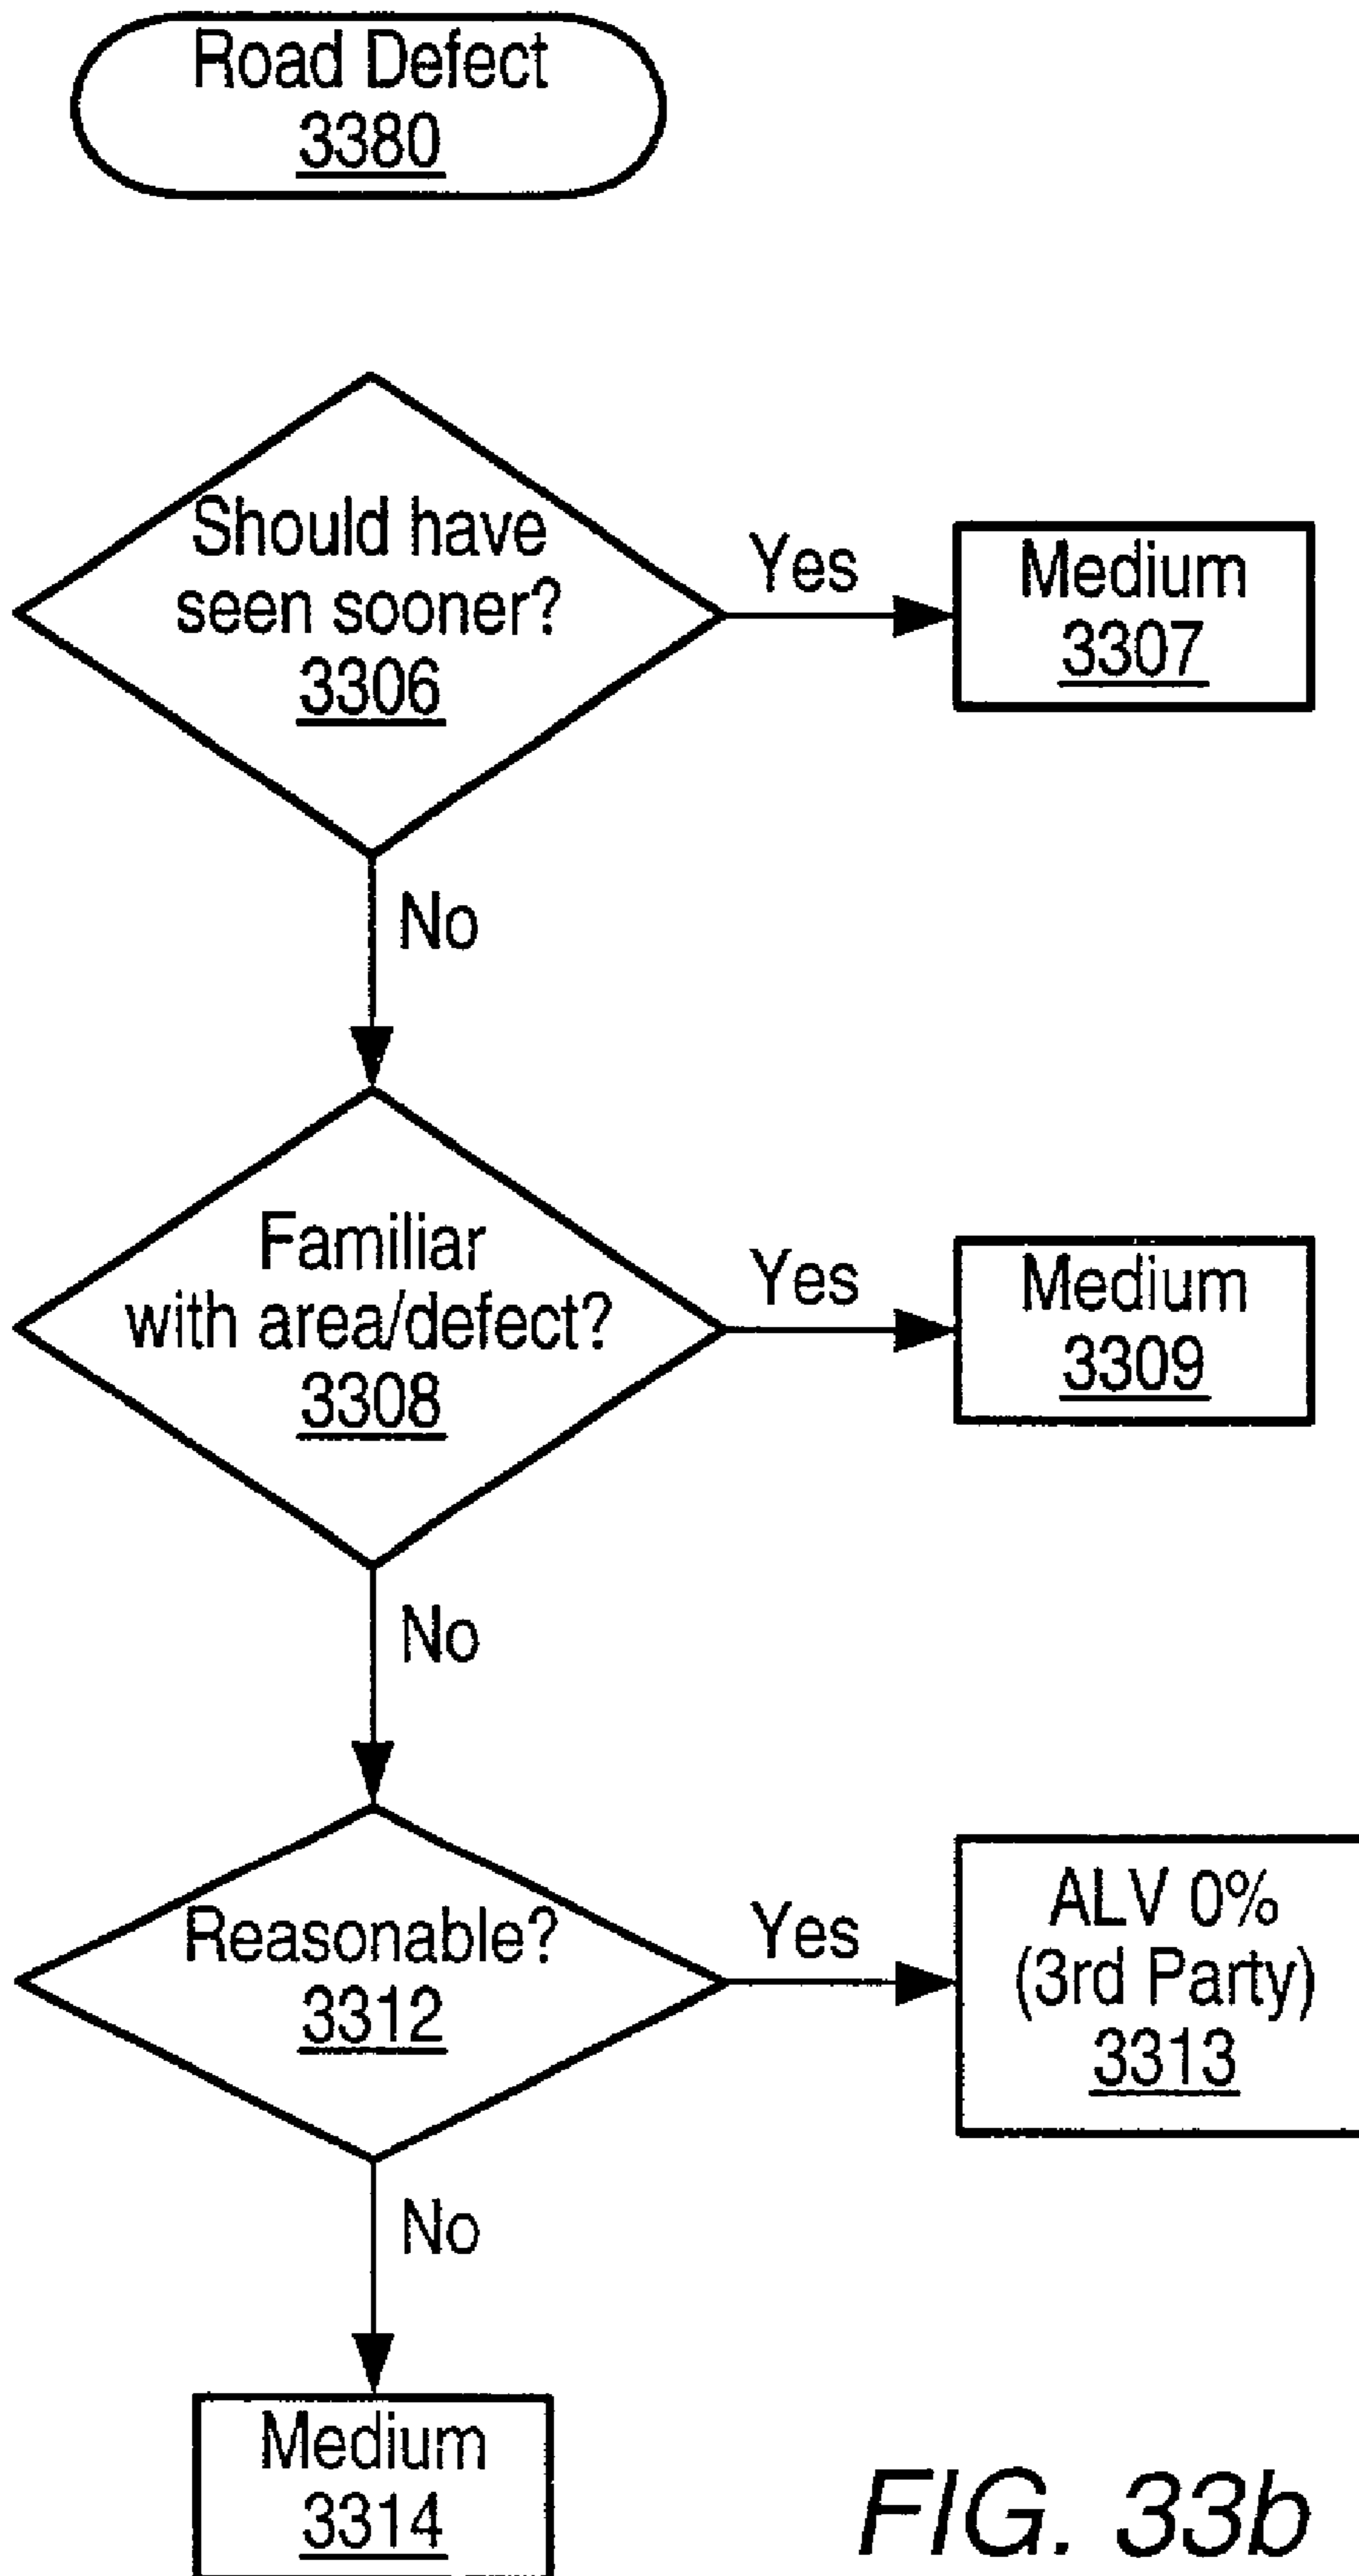 Road Defect
3380
Should have
seen sooner?
3306
Yes
Medium
3307
No
Familiar
with area/defect?
3308
Yes
Medium
3309
No
Reasonable?
3312
Yes
ALV 0%
(3rd Party)
3313
No
Medium
3314
FIG. 33b